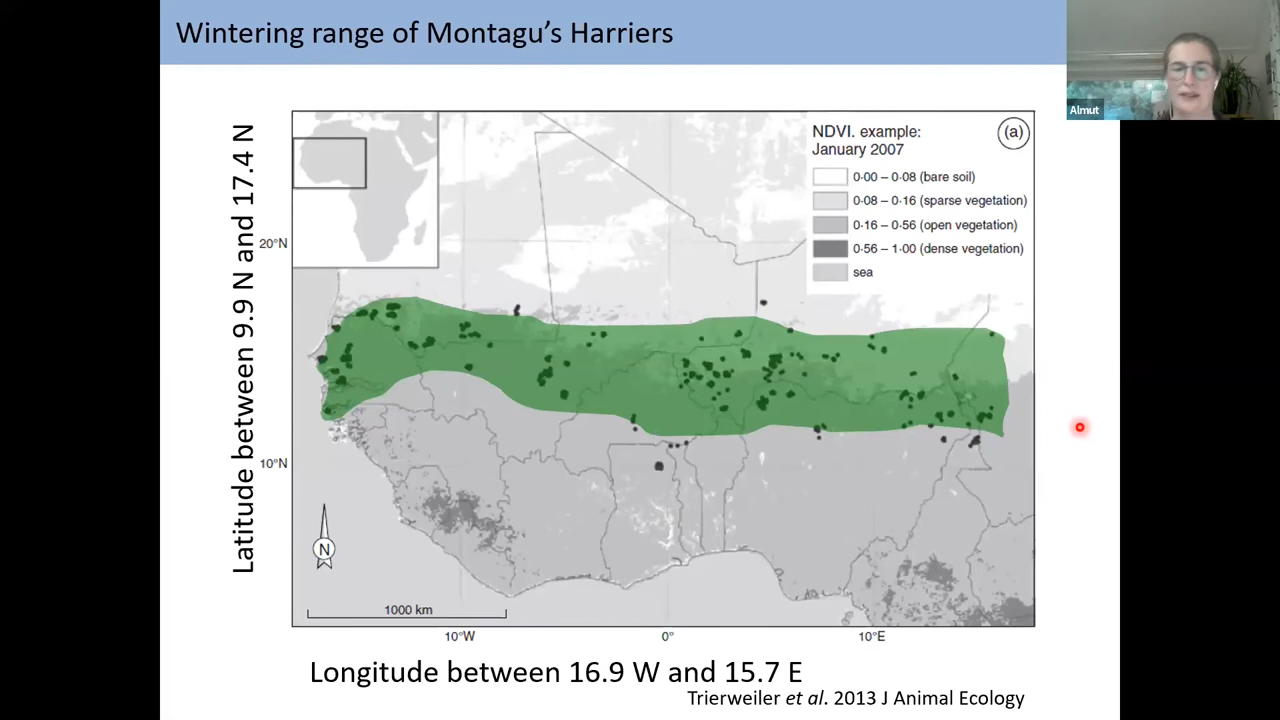 Wintering range of Montagu's Harriers
Almut
Latitude between 9.9 N and 17.4 N
NDVI. example:
January 2007
(a)
0·00 – 0·08 (bare soil)
0·08 – 0·16 (sparse vegetation)
0·16 – 0·56 (open vegetation)
0·56 – 1·00 (dense vegetation)
sea
20°N
10°N
N
1000 km
10°W
0°
10°E
Longitude between 16.9 W and 15.7 E
Trierweiler et al. 2013 J Animal Ecology